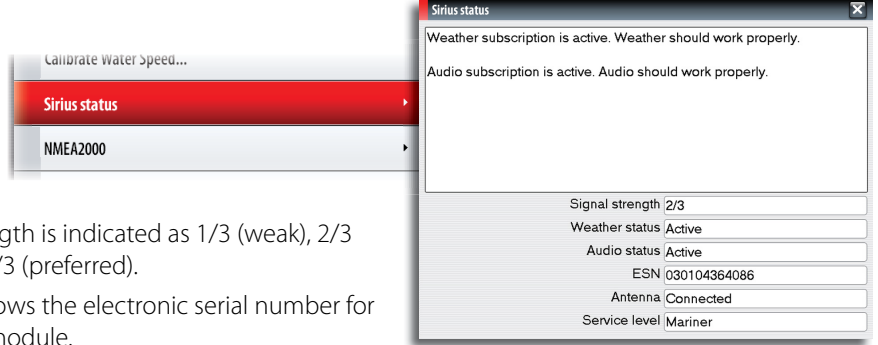 Calibrate Water Speed...
Sirius status
NMEA2000
gth is indicated as 1/3 (weak), 2/3
/3 (preferred).
ows the electronic serial number for
module.
Sirius status
Weather subscription is active. Weather should work properly.
Audio subscription is active. Audio should work properly.
Signal strength 2/3
Weather status Active
Audio status Active
ESN 030104364086
Antenna Connected
Service level Mariner